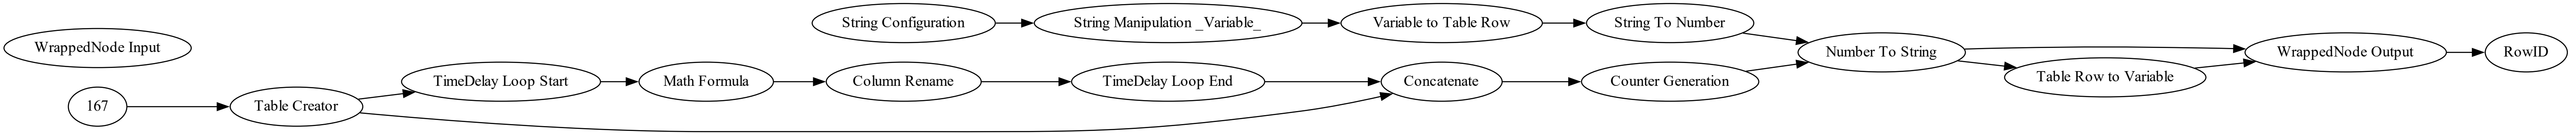 WrappedNode Input
167
Table Creator
TimeDelay Loop Start
Math Formula
Column Rename
TimeDelay Loop End
Concatenate
Counter Generation
String Configuration
String Manipulation _Variable_
Variable to Table Row
String To Number
Number To String
Table Row to Variable
WrappedNode Output
RowID